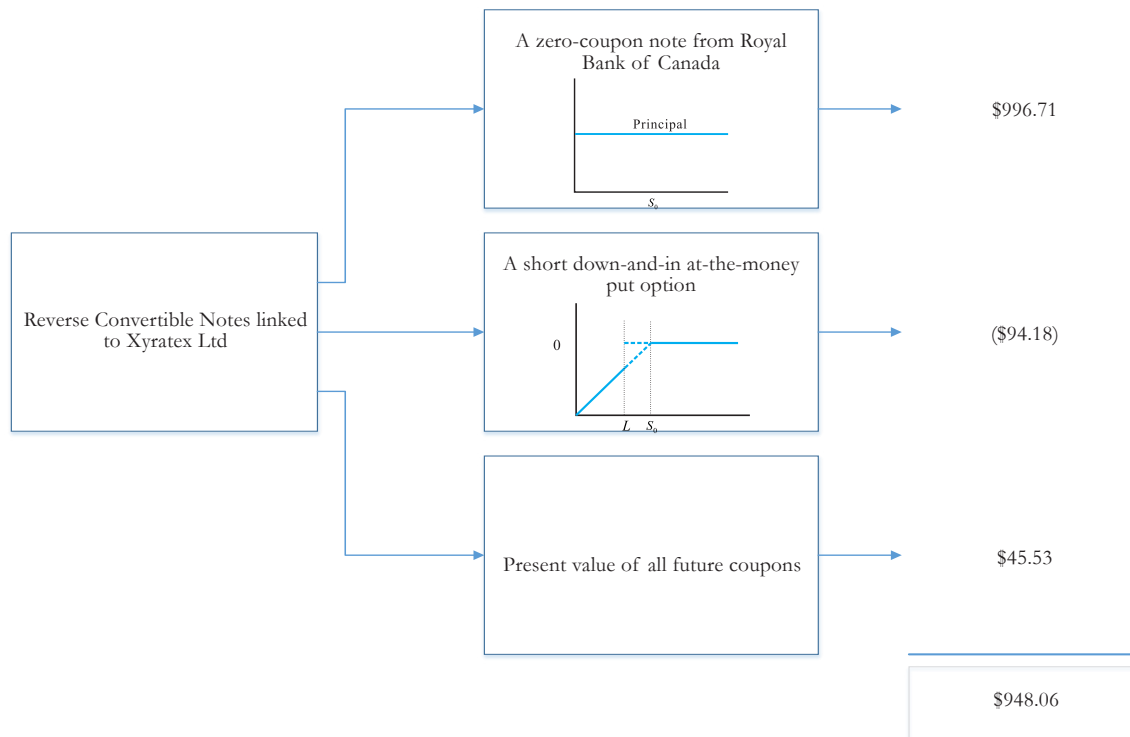 A zero-coupon note from Royal
Bank of Canada
Principal
S₀
$996.71
Reverse Convertible Notes linked
to Xyratex Ltd
A short down-and-in at-the-money
put option
0
L S₀
($94.18)
Present value of all future coupons
$45.53
$948.06